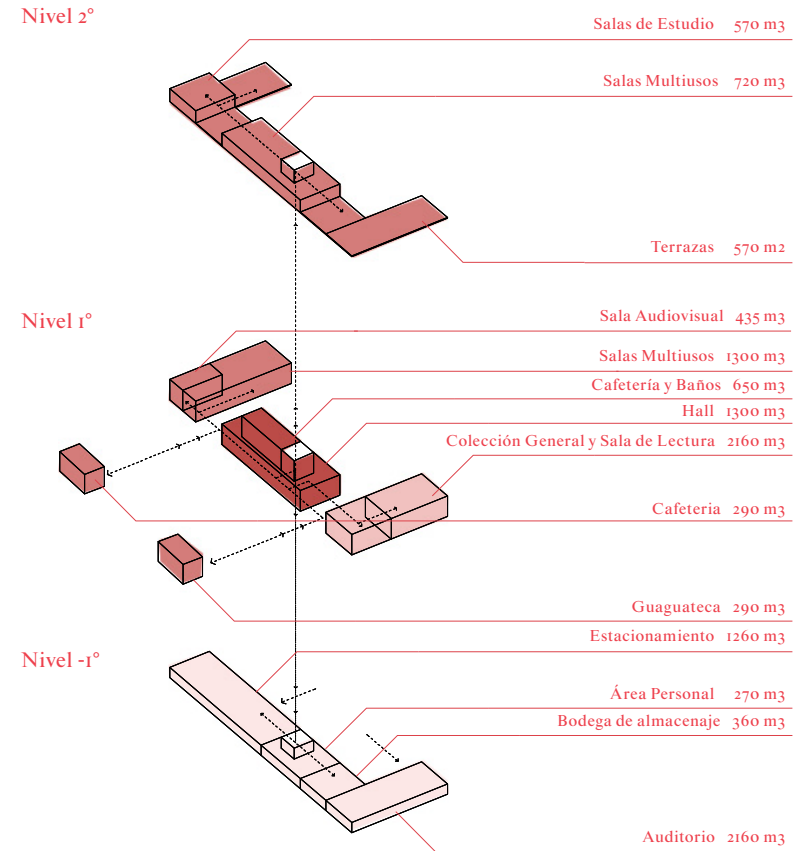 Nivel 2°
Salas de Estudio 570 m3
Salas Multiusos 720 m3
Terrazas 570 m2
Nivel 1°
Sala Audiovisual 435 m3
Salas Multiusos 1300 m3
Cafetería y Baños 650 m3
Hall 1300 m3
Colección General y Sala de Lectura 2160 m3
Cafeteria 290 m3
Guaguateca 290 m3
Estacionamiento 1260 m3
Nivel -1°
Área Personal 270 m3
Bodega de almacenaje 360 m3
Auditorio 2160 m3